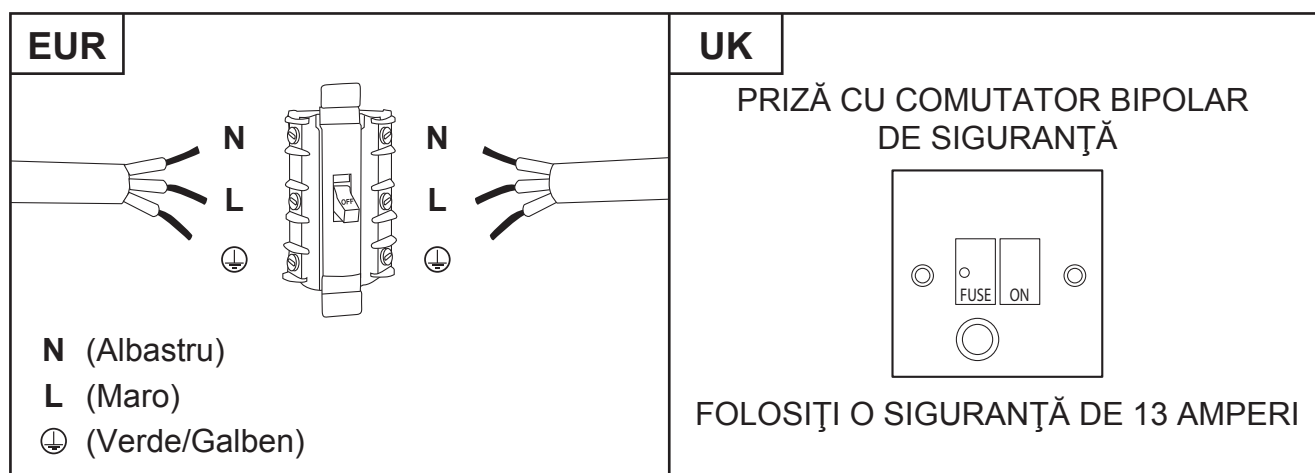 EUR
N
L
N
L
OFF
N (Albastru)
L (Maro)
(Verde/Galben)
UK
PRIZĂ CU COMUTATOR BIPOLAR
DE SIGURANŢĂ
FUSE ON
FOLOSIŢI O SIGURANŢĂ DE 13 AMPERI